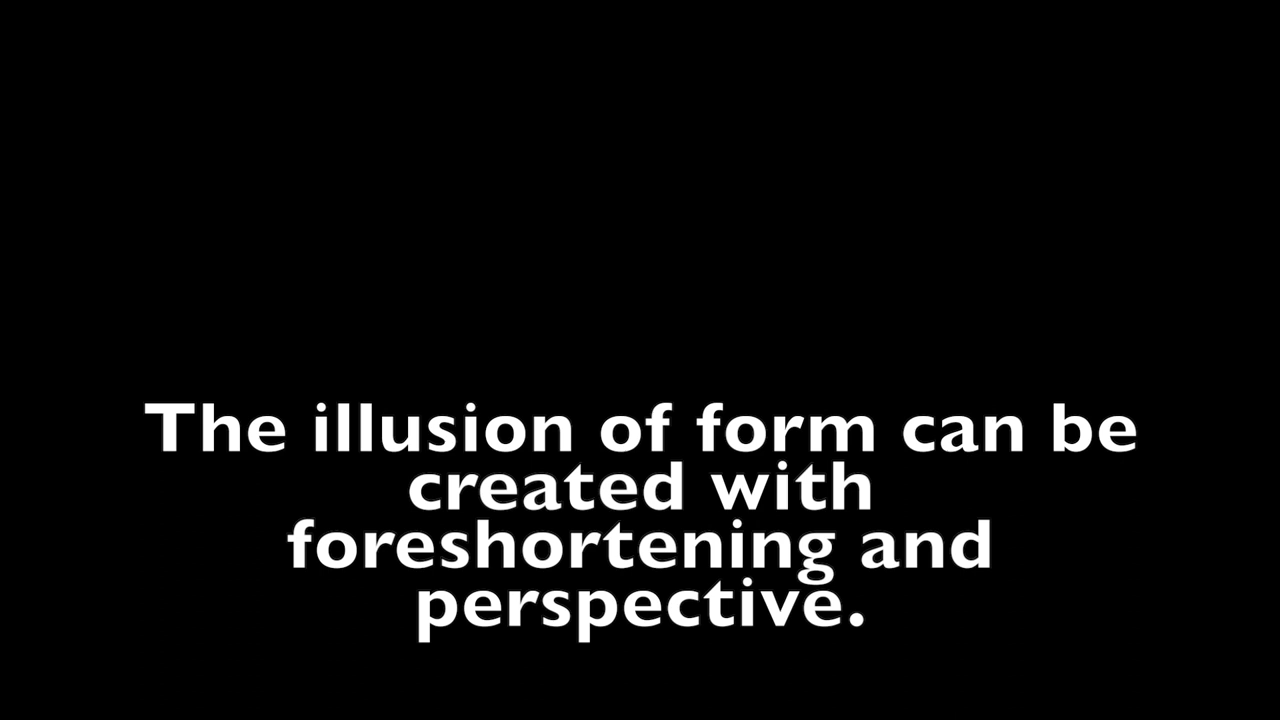 The illusion of form can be
created with
foreshortening and
perspective.